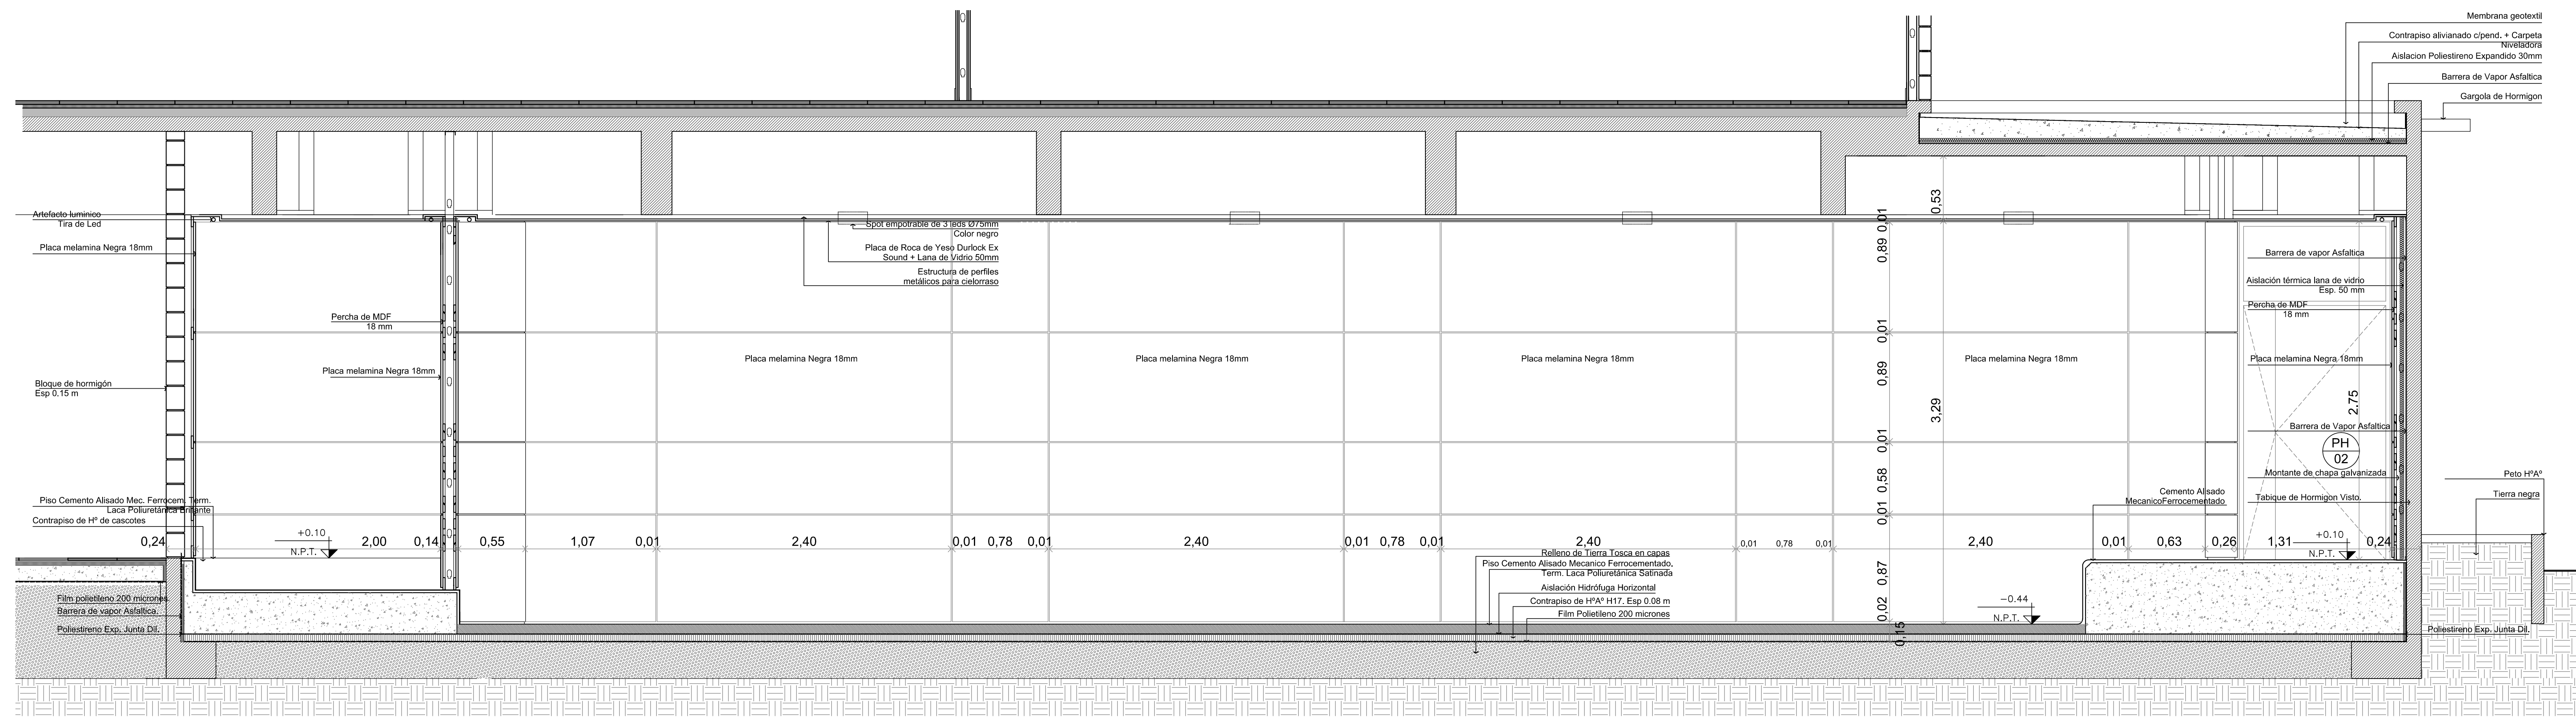 Membrana geotextil
Contrapiso alivianado c/pend. + Carpeta
Niveladora
Aislacion Poliestireno Expandido 30mm
Barrera de Vapor Asfaltica
Gargola de Hormigon
Artefacto lumínico
Tira de Led
Placa melamina Negra 18mm
Percha de MDF
18 mm
Placa melamina Negra 18mm
Bloque de hormigón
Esp 0.15 m
Piso Cemento Alisado Mec. Ferrocem. Term.
Laca Poliuretánica Brillante
Contrapiso de Hº de cascotes
Film polietileno 200 micrones.
Barrera de vapor Asfaltica.
Poliestireno Exp. Junta Dil.
Spot empotrable de 3 leds Ø75mm
Color negro
Placa de Roca de Yeso Durlock Ex
Sound + Lana de Vidrio 50mm
Estructura de perfiles
metálicos para cielorraso
Placa melamina Negra 18mm
Placa melamina Negra 18mm
Placa melamina Negra 18mm
Placa melamina Negra 18mm
0,53
0,01
0,89
0,01
0,89
3,29
0,01
0,58
0,01
0,87
0,02
0,15
Barrera de vapor Asfaltica
Aislación térmica lana de vidrio
Esp. 50 mm
Percha de MDF
18 mm
Placa melamina Negra 18mm
2.75
Barrera de Vapor Asfaltica
PH
02
Montante de chapa galvanizada
Tabique de Hormigon Visto.
Peto HºAº
Tierra negra
Cemento Alisado
MecanicoFerrocementado
0,24
+0.10
N.P.T.
2,00
0,14
0,55
1,07
0,01
2,40
0,01
0,78
0,01
2,40
0,01
0,78
0,01
2,40
0,01
0,78
0,01
2,40
0,01
0,63
0,26
1,31
+0.10
N.P.T.
0,24
Relleno de Tierra Tosca en capas
Piso Cemento Alisado Mecanico Ferrocementado.
Term. Laca Poliuretánica Satinada
Aislación Hidrófuga Horizontal
Contrapiso de HºAº H17. Esp 0.08 m
Film Polietileno 200 micrones
−0.44
N.P.T.
Poliestireno Exp. Junta Dil.